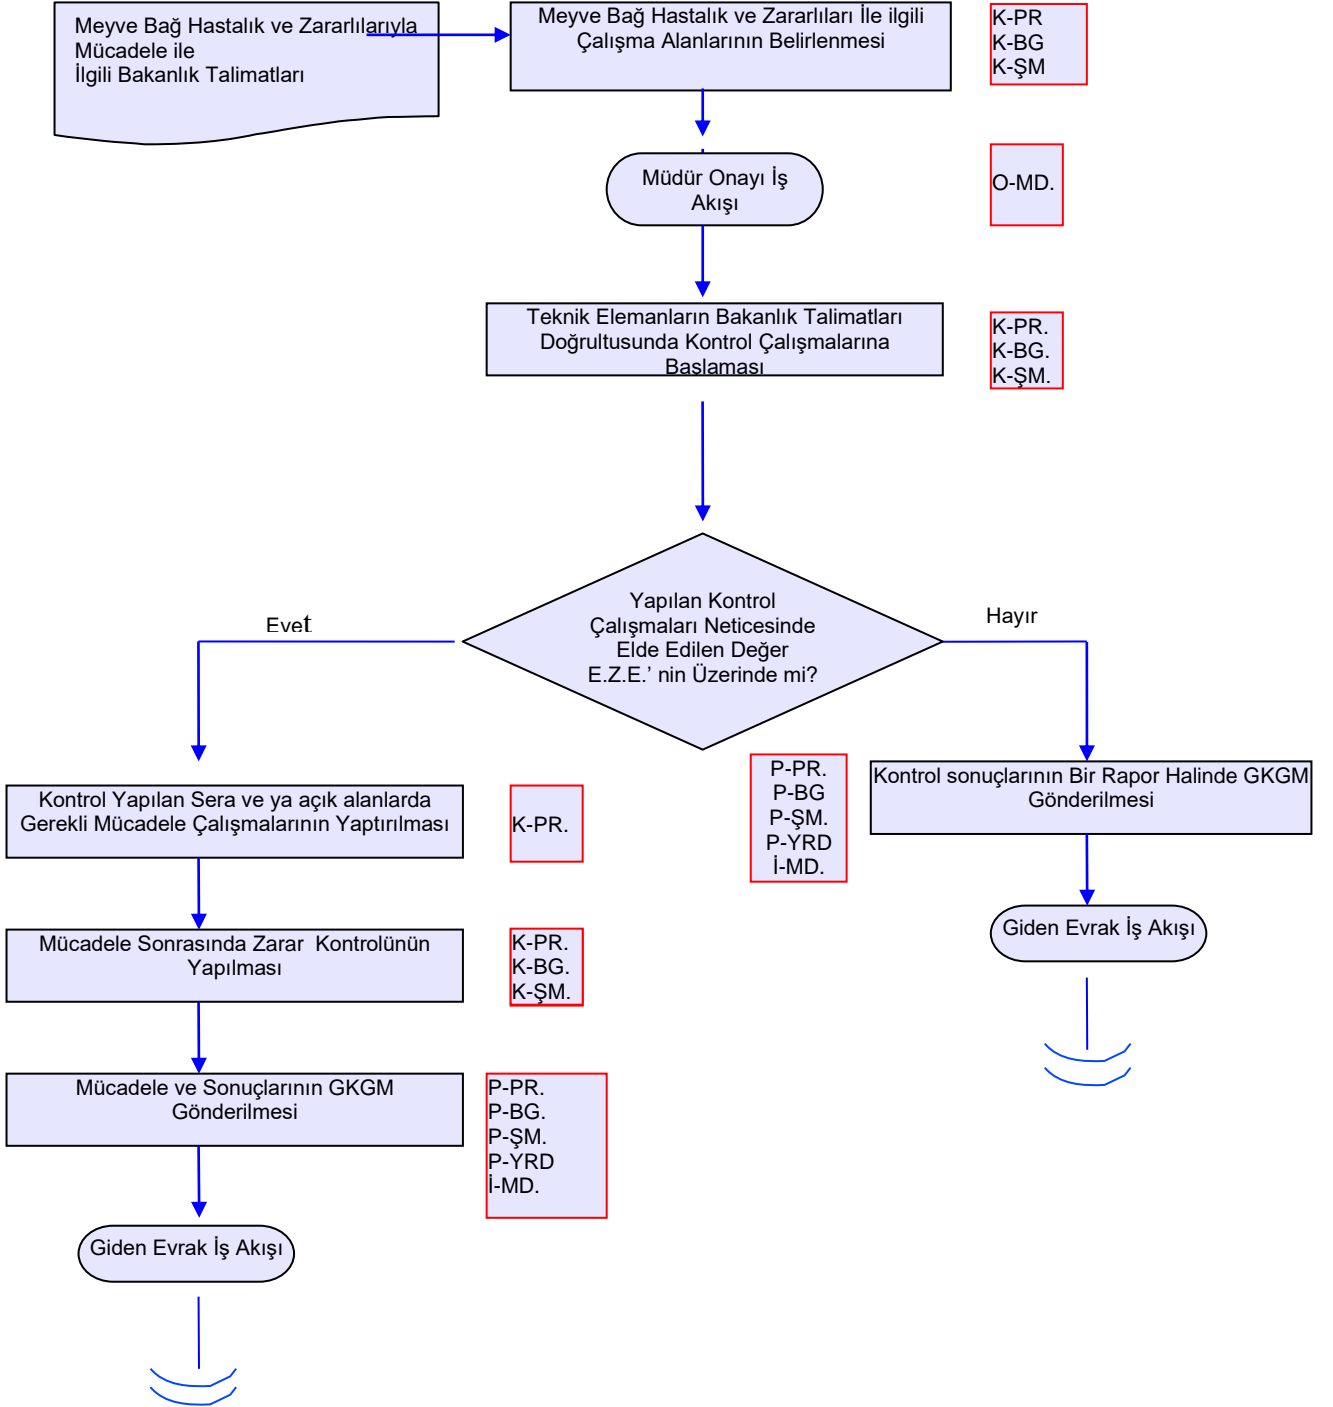 Meyve Bağ Hastalık ve Zararlılarıyla
Mücadele ile
İlgili Bakanlık Talimatları
Meyve Bağ Hastalık ve Zararlıları İle ilgili
Çalışma Alanlarının Belirlenmesi
K-PR
K-BG
K-ŞM
Müdür Onayı İş
Akışı
O-MD.
Teknik Elemanların Bakanlık Talimatları
Doğrultusunda Kontrol Çalışmalarına
Başlaması
K-PR.
K-BG.
K-ŞM.
Yapılan Kontrol
Çalışmaları Neticesinde
Elde Edilen Değer
E.Z.E.’ nin Üzerinde mi?
Evet
Hayır
Kontrol Yapılan Sera ve ya açık alanlarda
Gerekli Mücadele Çalışmalarının Yaptırılması
K-PR.
P-PR.
P-BG
P-ŞM.
P-YRD
İ-MD.
Kontrol sonuçlarının Bir Rapor Halinde GKGM
Gönderilmesi
Giden Evrak İş Akışı
Mücadele Sonrasında Zarar  Kontrolünün
Yapılması
K-PR.
K-BG.
K-ŞM.
Mücadele ve Sonuçlarının GKGM
Gönderilmesi
P-PR.
P-BG.
P-ŞM.
P-YRD
İ-MD.
Giden Evrak İş Akışı